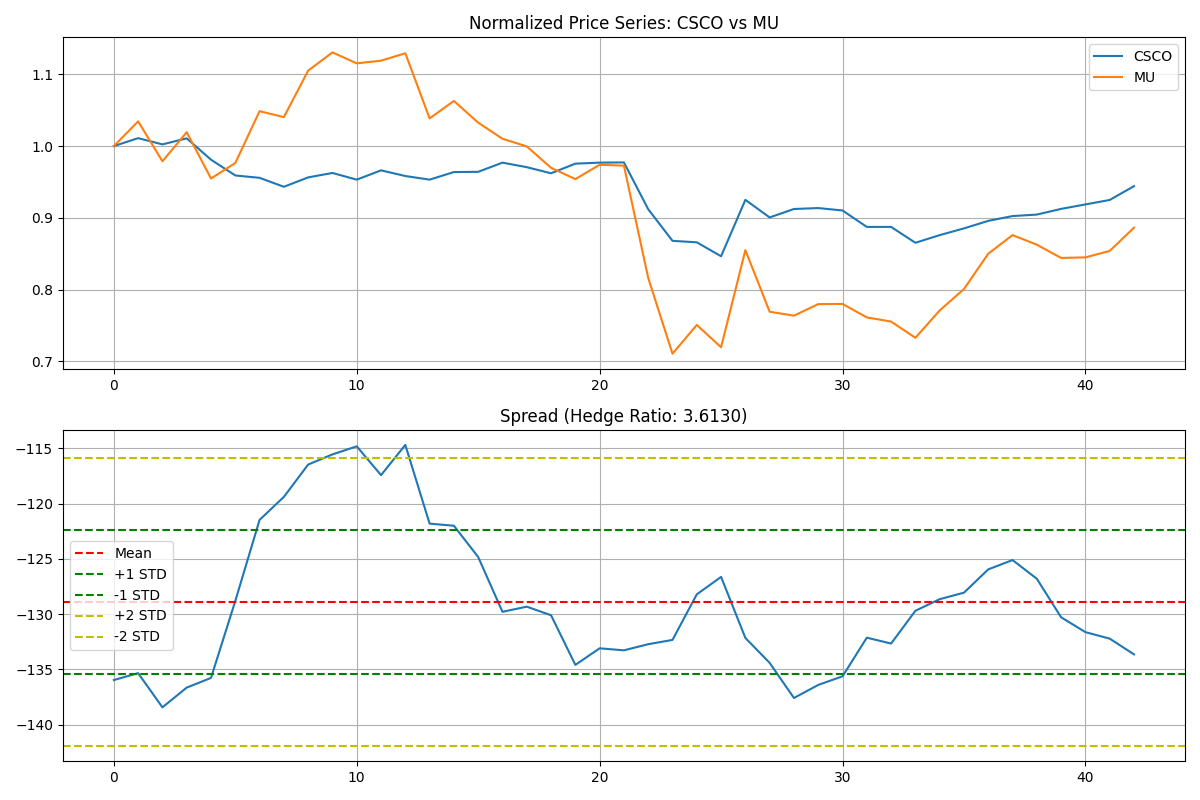 Normalized Price Series: CSCO vs MU
CSCO
MU
1.1
1.0
0.9
0.8
0.7
0 10 20 30 40
Spread (Hedge Ratio: 3.6130)
−115
−120
−125
−130
−135
−140
Mean
+1 STD
-1 STD
+2 STD
-2 STD
0 10 20 30 40